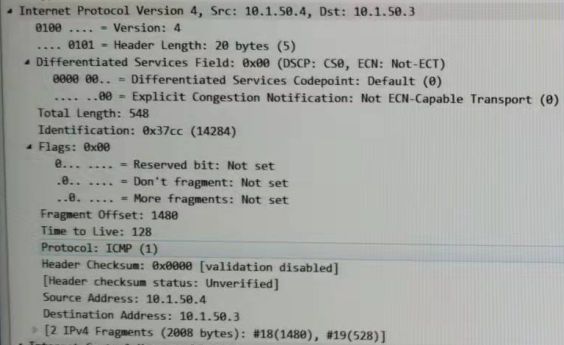 Internet Protocol Version 4, Src: 10.1.50.4, Dst: 10.1.50.3
0100 .... = Version: 4
.... 0101 = Header Length: 20 bytes (5)
Differentiated Services Field: 0x00 (DSCP: CS0, ECN: Not-ECT)
0000 00.. = Differentiated Services Codepoint: Default (0)
.... ..00 = Explicit Congestion Notification: Not ECN-Capable Transport (0)
Total Length: 548
Identification: 0x37cc (14284)
Flags: 0x00
0... .... = Reserved bit: Not set
.0.. .... = Don't fragment: Not set
..0. .... = More fragments: Not set
Fragment Offset: 1480
Time to Live: 128
Protocol: ICMP (1)
Header Checksum: 0x0000 [validation disabled]
[Header checksum status: Unverified]
Source Address: 10.1.50.4
Destination Address: 10.1.50.3
[2 IPv4 Fragments (2008 bytes): #18(1480), #19(528)]